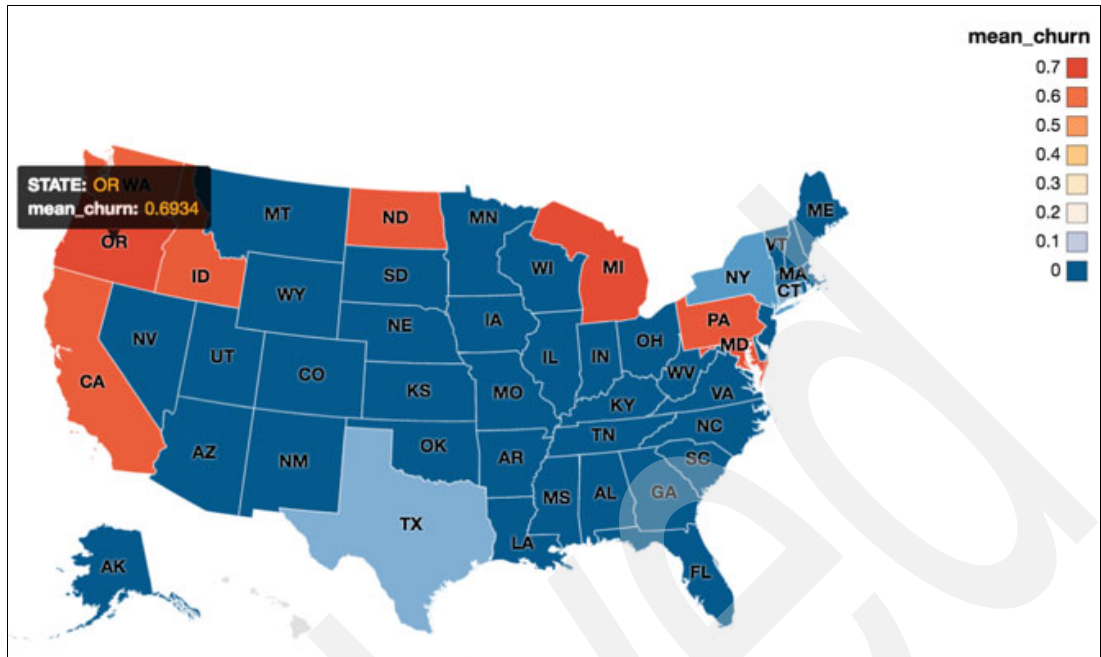 mean_churn
0.7
0.6
0.5
0.4
0.3
0.2
0.1
0
STATE: OR
mean_churn: 0.6934
WA
OR
MT
ND
MN
ME
VT
ID
SD
WI
MI
NY
MA
CT
WY
NV
UT
NE
IA
PA
MD
IL
IN
OH
CA
CO
KS
MO
WV
VA
KY
NC
AZ
NM
OK
TN
AR
SC
MS
AL
GA
TX
LA
AK
FL